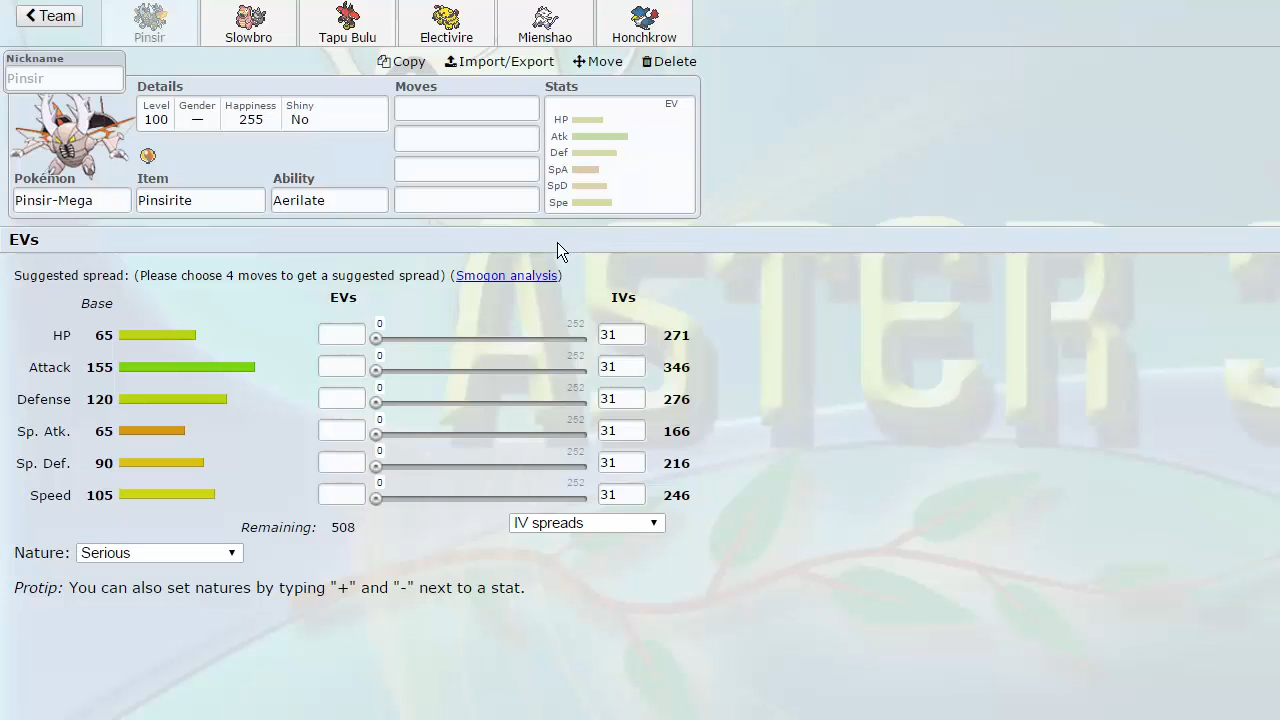 Team
Pinsir
Slowbro
Tapu Bulu
Electivire
Mienshao
Honchkrow
Copy Import/Export Move Delete
Nickname
Pinsir
Details
Level Gender Happiness Shiny
100 — 255 No
Moves
Stats
EV
HP
Atk
Def
SpA
SpD
Spe
Pokémon Item Ability
Pinsir-Mega Pinsirite Aerilate
EVs
Suggested spread: (Please choose 4 moves to get a suggested spread) (Smogon analysis)
Base EVs IVs
HP 65 0 252 31 271
Attack 155 0 252 31 346
Defense 120 0 252 31 276
Sp. Atk. 65 0 252 31 166
Sp. Def. 90 0 252 31 216
Speed 105 0 252 31 246
Remaining: 508 IV spreads
Nature: Serious
Protip: You can also set natures by typing "+" and "-" next to a stat.
ASTER